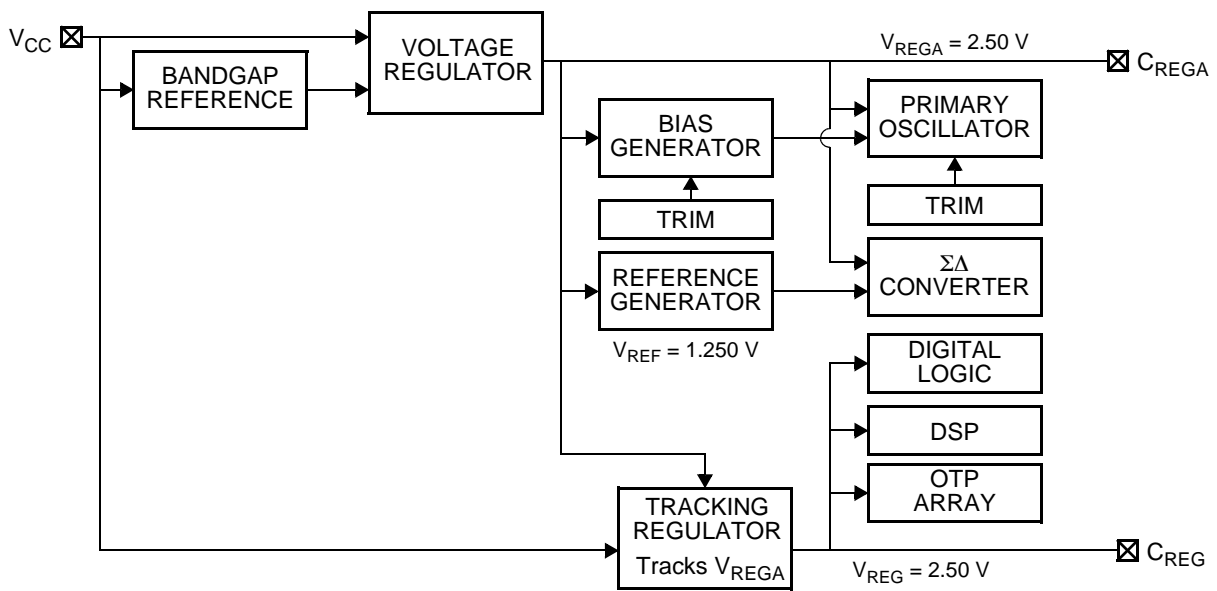 VCC
VOLTAGE
REGULATOR
BANDGAP
REFERENCE
VREGA = 2.50 V
CREGA
BIAS
GENERATOR
PRIMARY
OSCILLATOR
TRIM
TRIM
REFERENCE
GENERATOR
ΣΔ
CONVERTER
VREF = 1.250 V
DIGITAL
LOGIC
DSP
OTP
ARRAY
TRACKING
REGULATOR
Tracks VREGA
VREG = 2.50 V
CREG